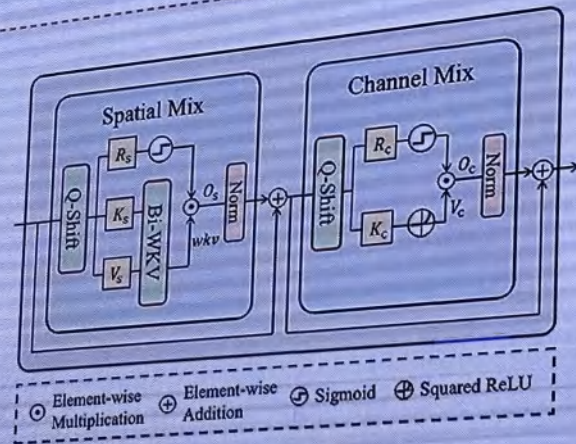 Spatial Mix
Q-Shift
R_s
K_s
V_s
Bi-WKV
wkv
O_s
Norm
Channel Mix
Q-Shift
R_c
K_c
O_c
V_c
Norm
Element-wise
Multiplication
Element-wise
Addition
Sigmoid
Squared ReLU